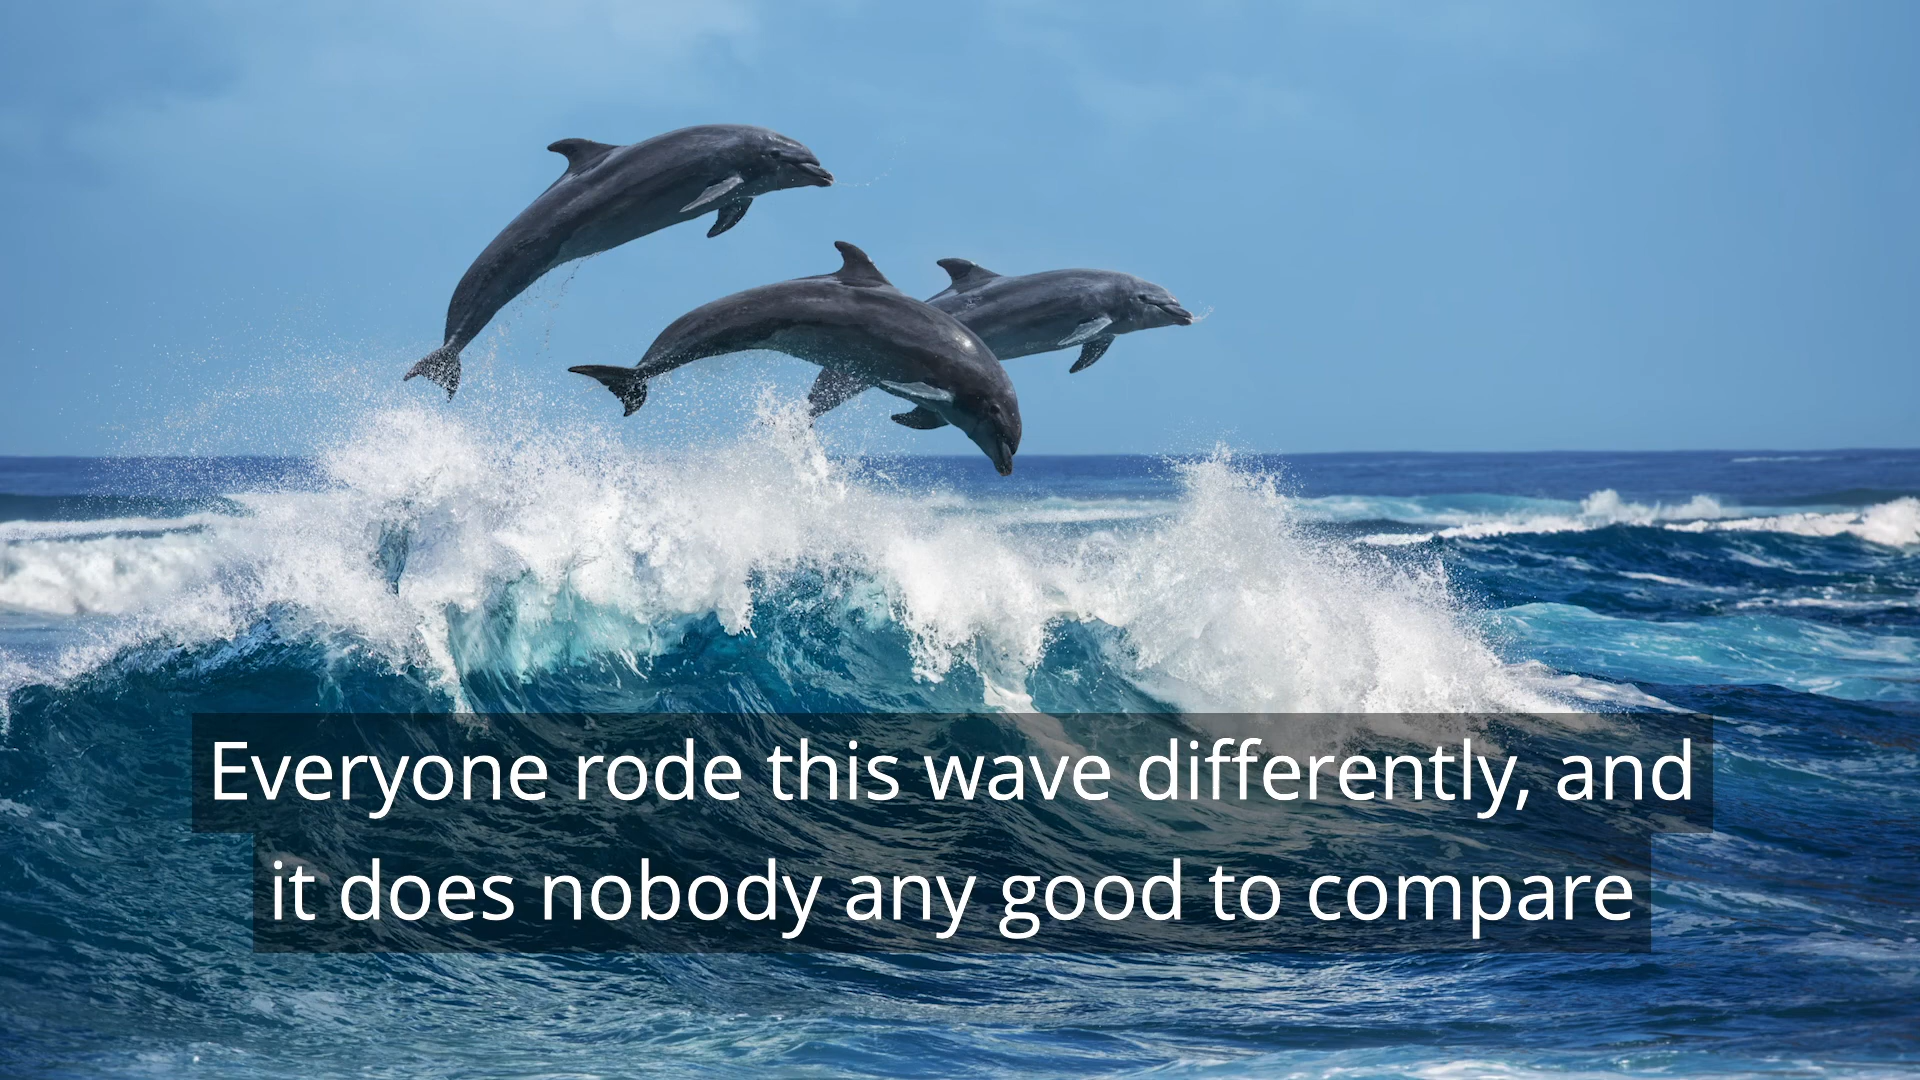 Everyone rode this wave differently, and
it does nobody any good to compare